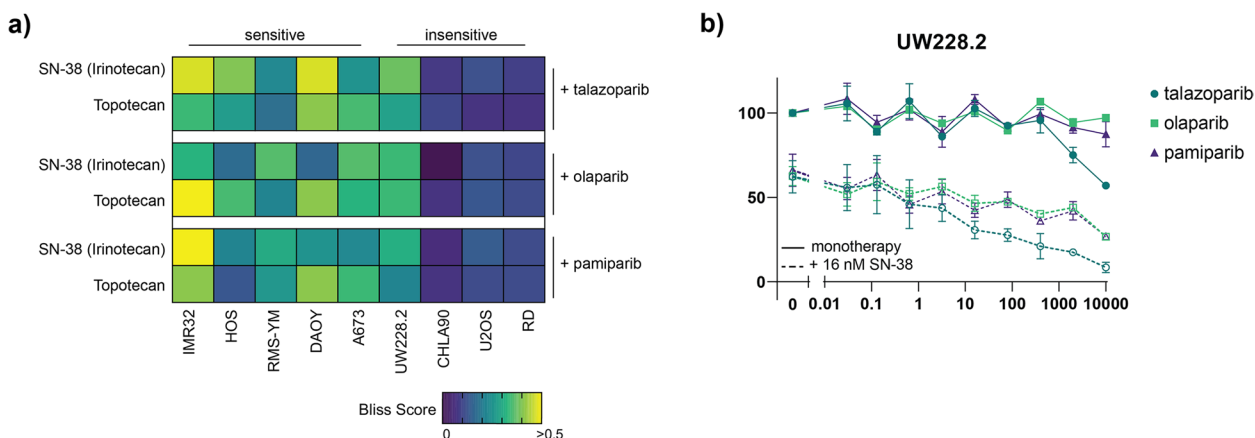 a)
sensitive
insensitive
SN-38 (Irinotecan)
Topotecan
+ talazoparib
SN-38 (Irinotecan)
Topotecan
+ olaparib
SN-38 (Irinotecan)
Topotecan
+ pamiparib
IMR32
HOS
RMS-YM
DAOY
A673
UW228.2
CHLA90
U2OS
RD
Bliss Score
0
>0.5
b)
UW228.2
100
50
0
monotherapy
+ 16 nM SN-38
0
0.01
0.1
1
10
100
1000
10000
talazoparib
olaparib
pamiparib